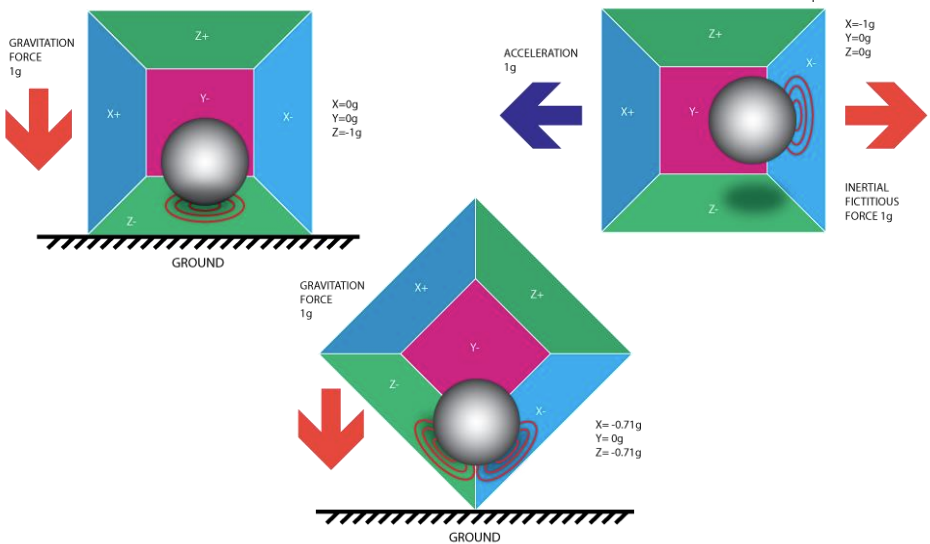 GRAVITATION
FORCE
1g
Z+
X+
Y-
X-
Z-
X=0g
Y=0g
Z=-1g
GROUND
ACCELERATION
1g
Z+
X+
Y-
X-
Z-
X=-1g
Y=0g
Z=0g
INERTIAL
FICTITIOUS
FORCE 1g
GRAVITATION
FORCE
1g
X+
Z+
Y-
Z-
X-
X= -0.71g
Y= 0g
Z= -0.71g
GROUND